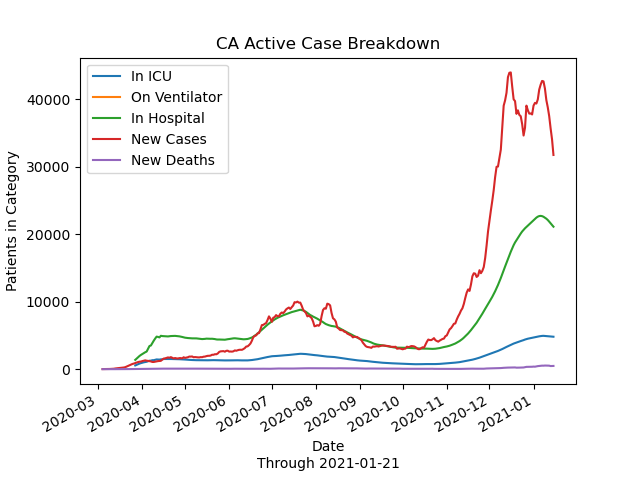 CA Active Case Breakdown
In ICU
On Ventilator
In Hospital
New Cases
New Deaths
Patients in Category
40000
30000
20000
10000
0
2020-03
2020-04
2020-05
2020-06
2020-07
2020-08
2020-09
2020-10
2020-11
2020-12
2021-01
Date
Through 2021-01-21